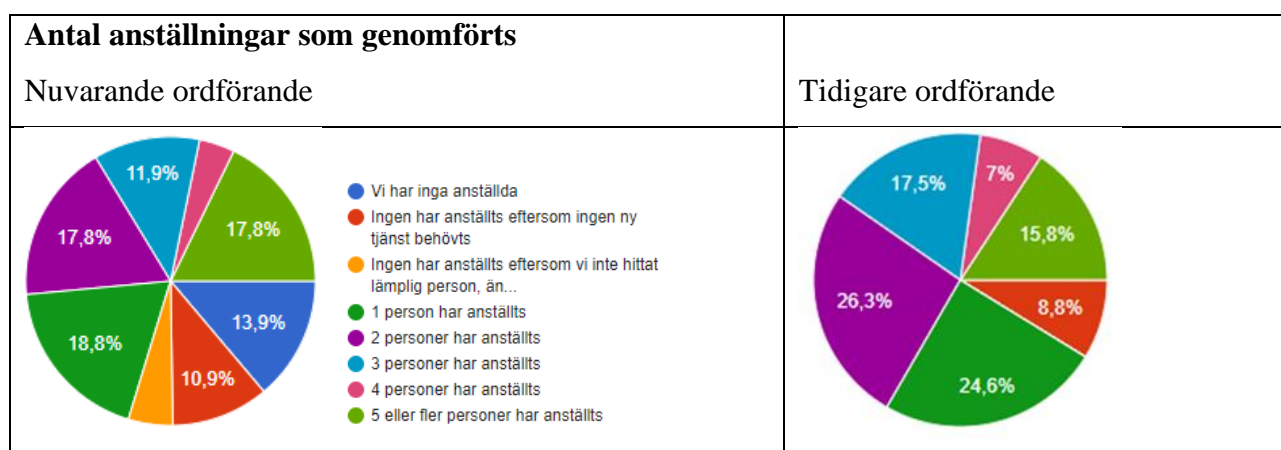 Antal anställningar som genomförts
Nuvarande ordförande
Tidigare ordförande
11,9%
17,8%
17,8%
18,8%
10,9%
13,9%
Vi har inga anställda
Ingen har anställts eftersom ingen ny
tjänst behövts
Ingen har anställts eftersom vi inte hittat
lämplig person, än...
1 person har anställts
2 personer har anställts
3 personer har anställts
4 personer har anställts
5 eller fler personer har anställts
17,5%
7%
15,8%
26,3%
8,8%
24,6%